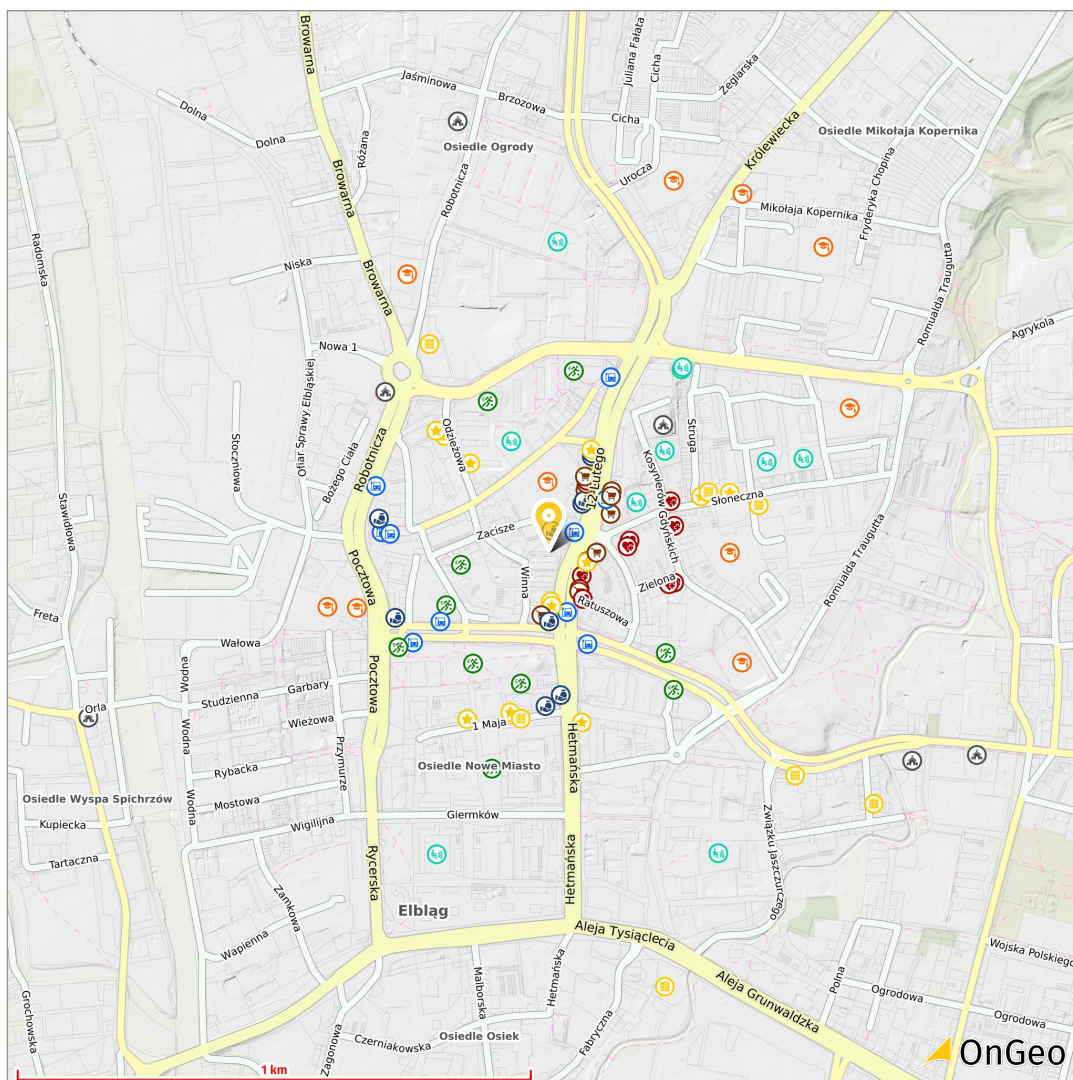 Browarna
Jaśminowa
Brzozowa
Juliana Fałata
Cicha
Żeglarska
Cicha
Dolna
Dolna
Różana
Osiedle Ogrody
Królewiecka
Osiedle Mikołaja Kopernika
Urocza
Robotnicza
Browarna
Mikołaja Kopernika
Fryderyka Chopina
Radomska
Niska
Browarna
Romualda Traugutta
Agrykola
Nowa 1
Ofiar Sprawy Elbląskiej
Odzieżowa
Struga
Stoczniowa
Bożego Ciała
Robotnicza
12 Lutego
Kosynierów Gdyńskich
Słoneczna
Stawidłowa
Zacisze
Pocztowa
Winna
Zielona
Ratuszowa
Romualda Traugutta
Freta
Wałowa
Wodna
Pocztowa
Studzienna
Garbary
Orla
Wieżowa
1 Maja
Wodna
Przymurze
Hetmańska
Rybacka
Osiedle Nowe Miasto
Osiedle Wyspa Spichrzów
Mostowa
Wodna
Kupiecka
Wigilijna
Giermków
Związku Jaszczurczego
Tartaczna
Rycerska
Hetmańska
Zamkowa
Elbląg
Wapienna
Aleja Tysiąclecia
Wojska Polskiego
Malborska
Hetmańska
Aleja Grunwaldzka
Polna
Ogrodowa
Ogrodowa
Grochowska
Zagonowa
Czerniakowska
Osiedle Osiek
Fabryczna
1 km
OnGeo